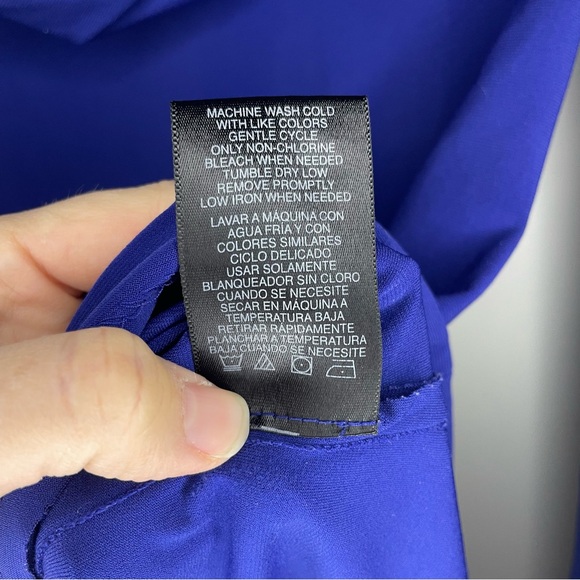 MACHINE WASH COLD
WITH LIKE COLORS
GENTLE CYCLE
ONLY NON-CHLORINE
BLEACH WHEN NEEDED
TUMBLE DRY LOW
REMOVE PROMPTLY
LOW IRON WHEN NEEDED
LAVAR A MÁQUINA CON
AGUA FRÍA Y CON
COLORES SIMILARES
CICLO DELICADO
USAR SOLAMENTE
BLANQUEADOR SIN CLORO
CUANDO SE NECESITE
SECAR EN MÁQUINA A
TEMPERATURA BAJA
RETIRAR RÁPIDAMENTE
PLANCHAR A TEMPERATURA
BAJA CUANDO SE NECESITE